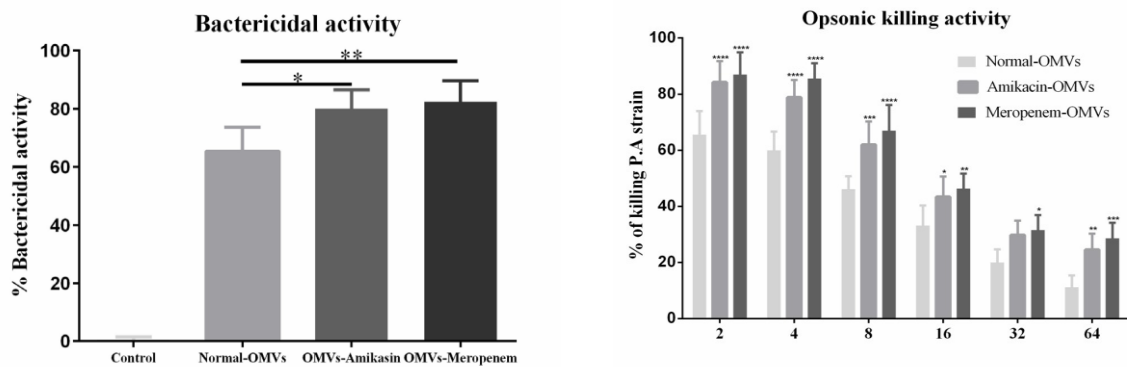 Bactericidal activity
% Bactericidal activity
100
80
60
40
20
0
*
**
Control Normal-OMVs OMVs-Amikasin OMVs-Meropenem
Opsonic killing activity
% of killing P.A strain
100
80
60
40
20
0
Normal-OMVs
Amikacin-OMVs
Meropenem-OMVs
**** ****
**** ****
*** ****
* **
*
** ***
2 4 8 16 32 64